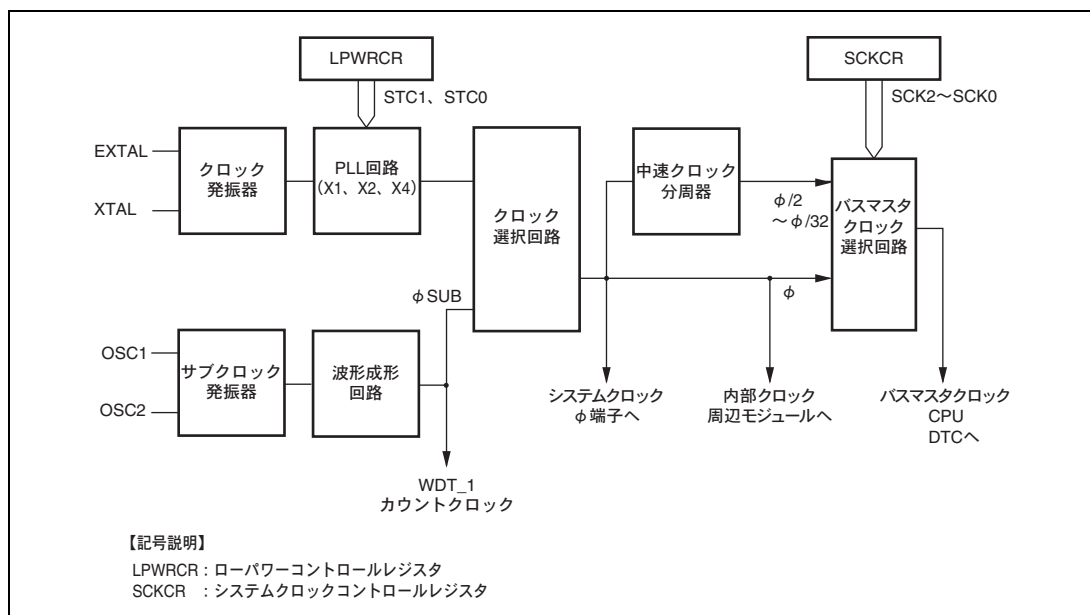 LPWRCR
STC1、STC0
SCKCR
SCK2～SCK0
EXTAL
XTAL
クロック
発振器
PLL回路
(X1、X2、X4)
クロック
選択回路
中速クロック
分周器
φ/2
～φ/32
バスマスタ
クロック
選択回路
φSUB
φ
OSC1
OSC2
サブクロック
発振器
波形成形
回路
システムクロック
φ端子へ
内部クロック
周辺モジュールへ
バスマスタクロック
CPU
DTCへ
WDT_1
カウントクロック
【記号説明】
LPWRCR : ローパワーコントロールレジスタ
SCKCR : システムクロックコントロールレジスタ